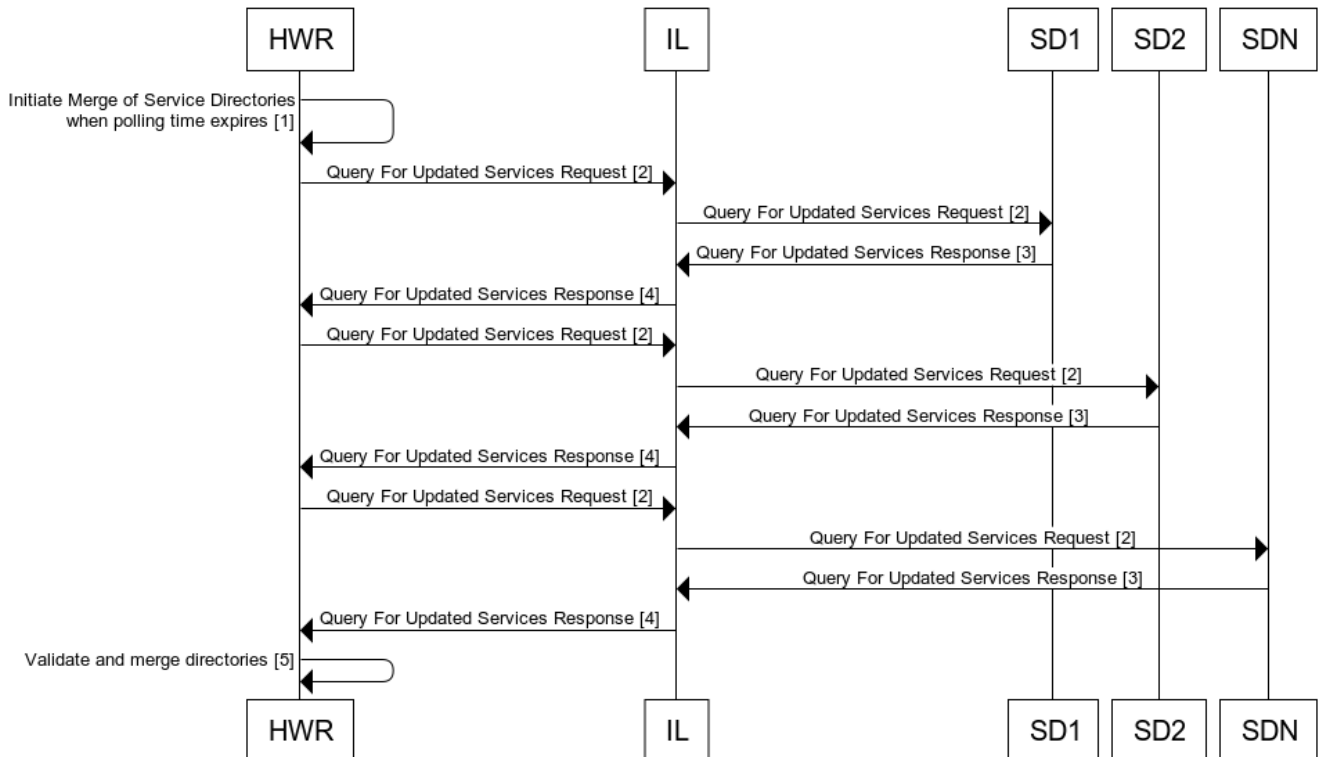 HWR
IL
SD1
SD2
SDN
Initiate Merge of Service Directories
when polling time expires [1]
Query For Updated Services Request [2]
Query For Updated Services Request [2]
Query For Updated Services Response [3]
Query For Updated Services Response [4]
Query For Updated Services Request [2]
Query For Updated Services Request [2]
Query For Updated Services Response [3]
Query For Updated Services Response [4]
Query For Updated Services Request [2]
Query For Updated Services Request [2]
Query For Updated Services Response [3]
Query For Updated Services Response [4]
Validate and merge directories [5]
HWR
IL
SD1
SD2
SDN